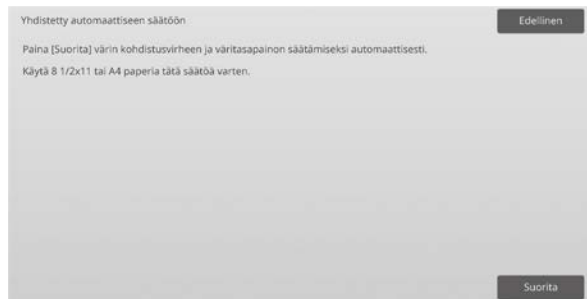 Yhdistetty automaattiseen säätöön
Edellinen
Paina [Suorita] värin kohdistusvirheen ja väritasapainon säätämiseksi automaattisesti.
Käytä 8 1/2x11 tai A4 paperia tätä säätöä varten.
Suorita